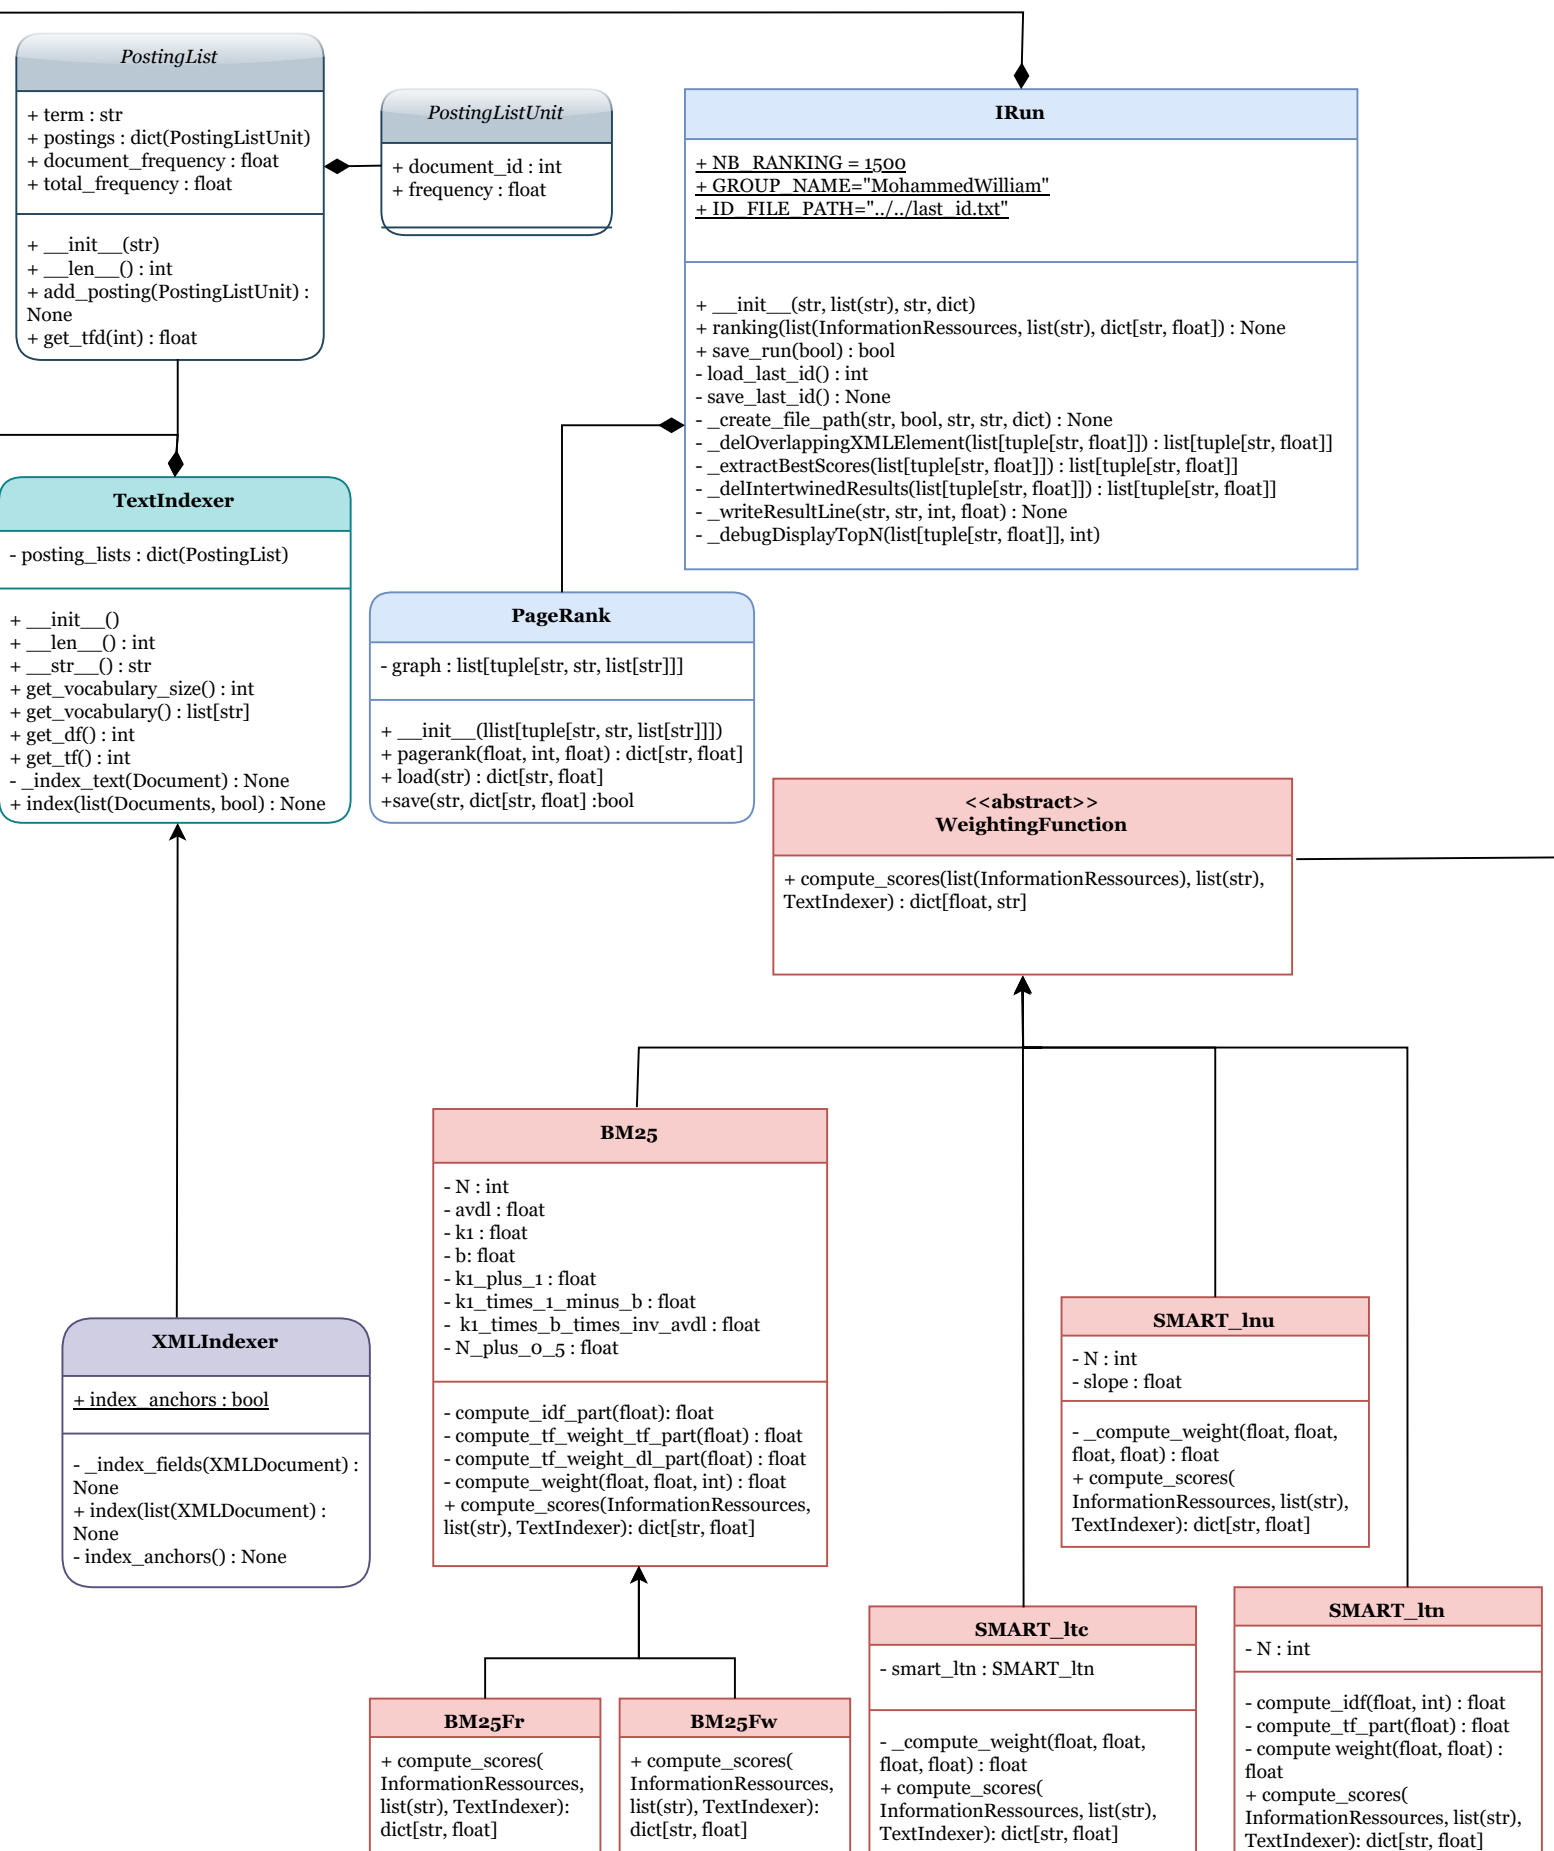 PostingList
+ term : str
+ postings : dict(PostingListUnit)
+ document_frequency : float
+ total_frequency : float
+ __init__(str)
+ __len__() : int
+ add_posting(PostingListUnit) :
None
+ get_tfd(int) : float
PostingListUnit
+ document_id : int
+ frequency : float
IRun
+ NB_RANKING = 1500
+ GROUP_NAME="MohammedWilliam"
+ ID_FILE_PATH="../../last_id.txt"
+ __init__(str, list(str), str, dict)
+ ranking(list(InformationRessources, list(str), dict[str, float]) : None
+ save_run(bool) : bool
- load_last_id() : int
- save_last_id() : None
- _create_file_path(str, bool, str, str, dict) : None
- _delOverlappingXMLElement(list[tuple[str, float]]) : list[tuple[str, float]]
- _extractBestScores(list[tuple[str, float]]) : list[tuple[str, float]]
- _delIntertwinedResults(list[tuple[str, float]]) : list[tuple[str, float]]
- _writeResultLine(str, str, int, float) : None
- _debugDisplayTopN(list[tuple[str, float]], int)
TextIndexer
- posting_lists : dict(PostingList)
+ __init__()
+ __len__() : int
+ __str__() : str
+ get_vocabulary_size() : int
+ get_vocabulary() : list[str]
+ get_df() : int
+ get_tf() : int
- _index_text(Document) : None
+ index(list(Documents, bool) : None
PageRank
- graph : list[tuple[str, str, list[str]]]
+ __init__(llist[tuple[str, str, list[str]]])
+ pagerank(float, int, float) : dict[str, float]
+ load(str) : dict[str, float]
+save(str, dict[str, float] :bool
<<abstract>>
WeightingFunction
+ compute_scores(list(InformationRessources), list(str),
TextIndexer) : dict[float, str]
BM25
- N : int
- avdl : float
- k1 : float
- b: float
- k1_plus_1 : float
- k1_times_1_minus_b : float
-  k1_times_b_times_inv_avdl : float
- N_plus_0_5 : float
- compute_idf_part(float): float
- compute_tf_weight_tf_part(float) : float
- compute_tf_weight_dl_part(float) : float
- compute_weight(float, float, int) : float
+ compute_scores(InformationRessources,
list(str), TextIndexer): dict[str, float]
XMLIndexer
+ index_anchors : bool
- _index_fields(XMLDocument) :
None
+ index(list(XMLDocument) :
None
- index_anchors() : None
SMART_lnu
- N : int
- slope : float
- _compute_weight(float, float,
float, float) : float
+ compute_scores(
InformationRessources, list(str),
TextIndexer): dict[str, float]
BM25Fr
+ compute_scores(
InformationRessources,
list(str), TextIndexer):
dict[str, float]
BM25Fw
+ compute_scores(
InformationRessources,
list(str), TextIndexer):
dict[str, float]
SMART_ltc
- smart_ltn : SMART_ltn
- _compute_weight(float, float,
float, float) : float
+ compute_scores(
InformationRessources, list(str),
TextIndexer): dict[str, float]
SMART_ltn
- N : int
- compute_idf(float, int) : float
- compute_tf_part(float) : float
- compute weight(float, float) :
float
+ compute_scores(
InformationRessources, list(str),
TextIndexer): dict[str, float]